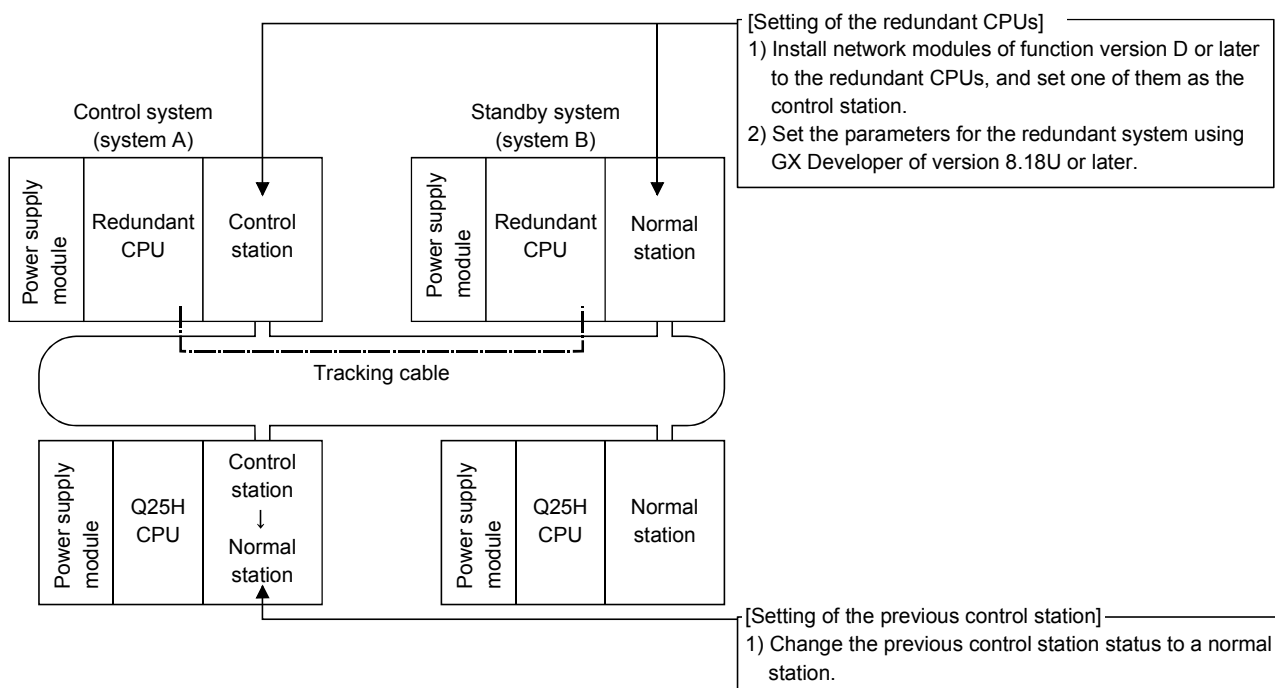 [Setting of the redundant CPUs]
1) Install network modules of function version D or later
to the redundant CPUs, and set one of them as the
control station.
2) Set the parameters for the redundant system using
GX Developer of version 8.18U or later.
Control system
(system A)
Standby system
(system B)
Power supply
module
Redundant
CPU
Control
station
Power supply
module
Redundant
CPU
Normal
station
Tracking cable
Power supply
module
Q25H
CPU
Control
station
↓
Normal
station
Power supply
module
Q25H
CPU
Normal
station
[Setting of the previous control station]
1) Change the previous control station status to a normal
station.